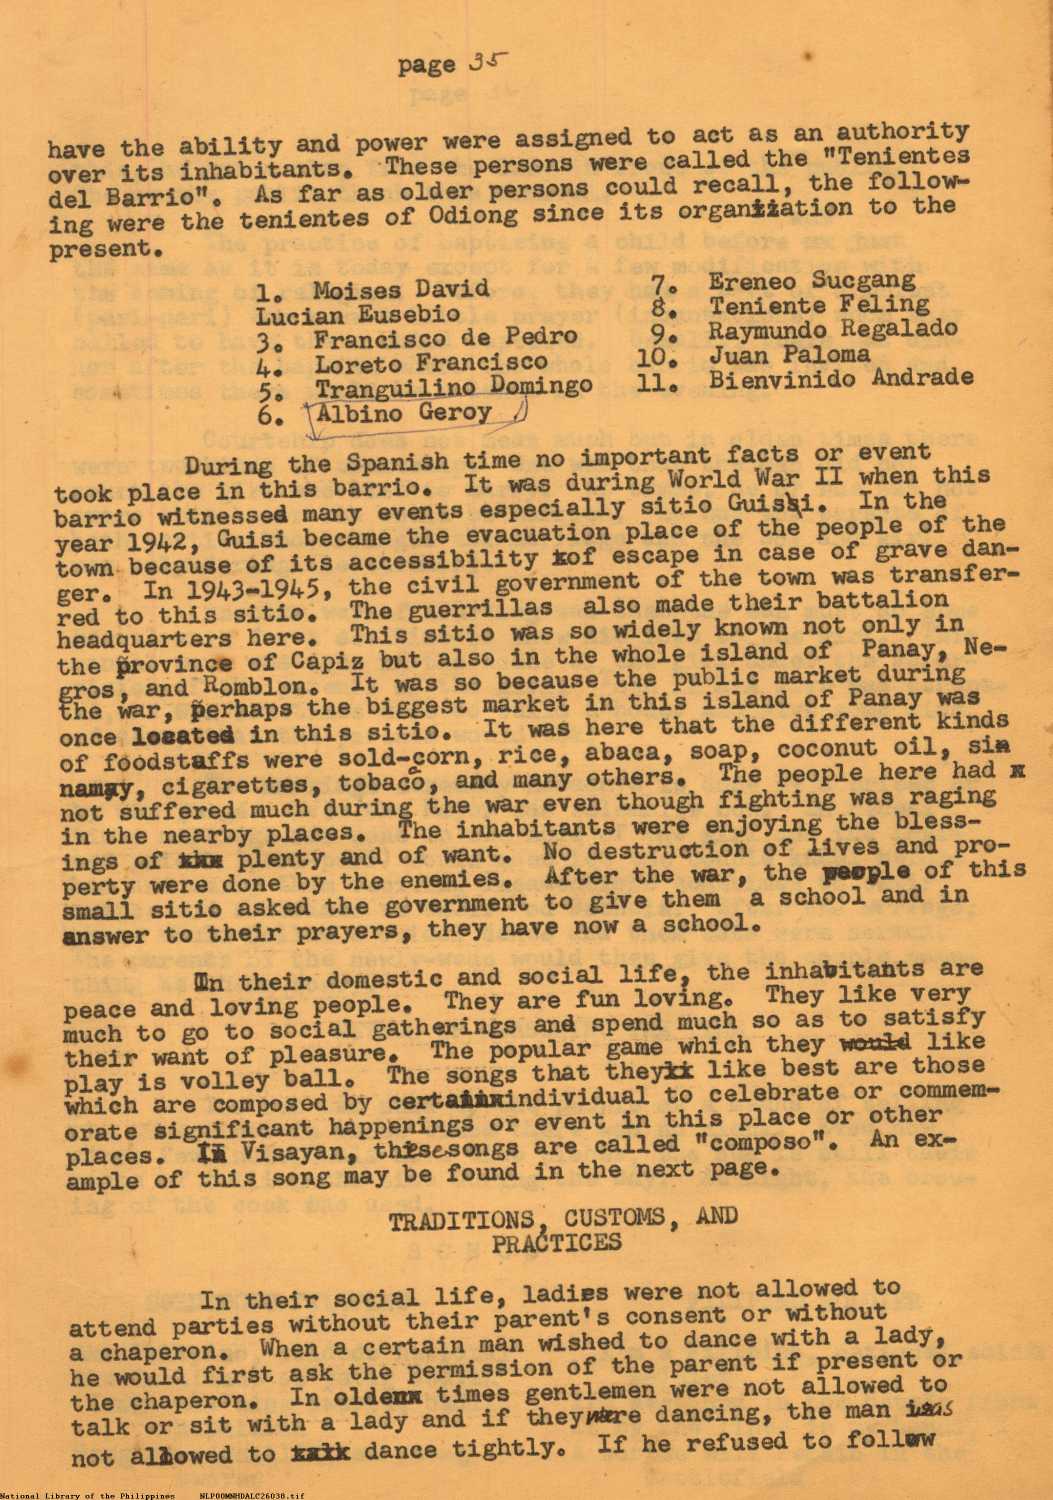 page 35
have the ability and power were assigned to act as an authority
over its inhabitants. These persons were called the "Tenientes
del Barrio". As far as older persons could recall, the follow-
ing were the tenientes of Odiong since its organization to the
present.
1. Moises David
Lucian Eusebio
3. Francisco de Pedro
4. Loreto Francisco
5. Tranguilino Domingo
6. Albino Geroy
7. Ereneo Sucgang
8. Teniente Feling
9. Raymundo Regalado
10. Juan Paloma
11. Bienvinido Andrade
During the Spanish time no important facts or event
took place in this barrio. It was during World War II when this
barrio witnessed many events especially sitio Guisi. In the
year 1942, Guisi became the evacuation place of the people of the
town because of its accessibility of escape in case of grave dan-
ger. In 1943-1945, the civil government of the town was transfer-
red to this sitio. The guerrillas also made their battalion
headquarters here. This sitio was so widely known not only in
the province of Capiz but also in the whole island of Panay, Ne-
gros, and Romblon. It was so because the public market during
the war, perhaps the biggest market in this island of Panay was
once located in this sitio. It was here that the different kinds
of foodstuffs were sold-corn, rice, abaca, soap, coconut oil, sin
namay, cigarettes, tobacco, and many others. The people here had
not suffered much during the war even though fighting was raging
in the nearby places. The inhabitants were enjoying the bless-
ings of plenty and of want. No destruction of lives and pro-
perty were done by the enemies. After the war, the people of this
small sitio asked the government to give them a school and in
answer to their prayers, they have now a school.
In their domestic and social life, the inhabitants are
peace and loving people. They are fun loving. They like very
much to go to social gatherings and spend much so as to satisfy
their want of pleasure. The popular game which they would like
play is volley ball. The songs that they like best are those
which are composed by certain individual to celebrate or commem-
orate significant happenings or event in this place or other
places. In Visayan, these songs are called "composo". An ex-
ample of this song may be found in the next page.
TRADITIONS, CUSTOMS, AND
PRACTICES
In their social life, ladies were not allowed to
attend parties without their parent's consent or without
a chaperon. When a certain man wished to dance with a lady,
he would first ask the permission of the parent if present or
the chaperon. In olden times gentlemen were not allowed to
talk or sit with a lady and if they were dancing, the man was
not allowed to talk dance tightly. If he refused to follow
National Library of the Philippines NLPOOMNHDALC26038.tif